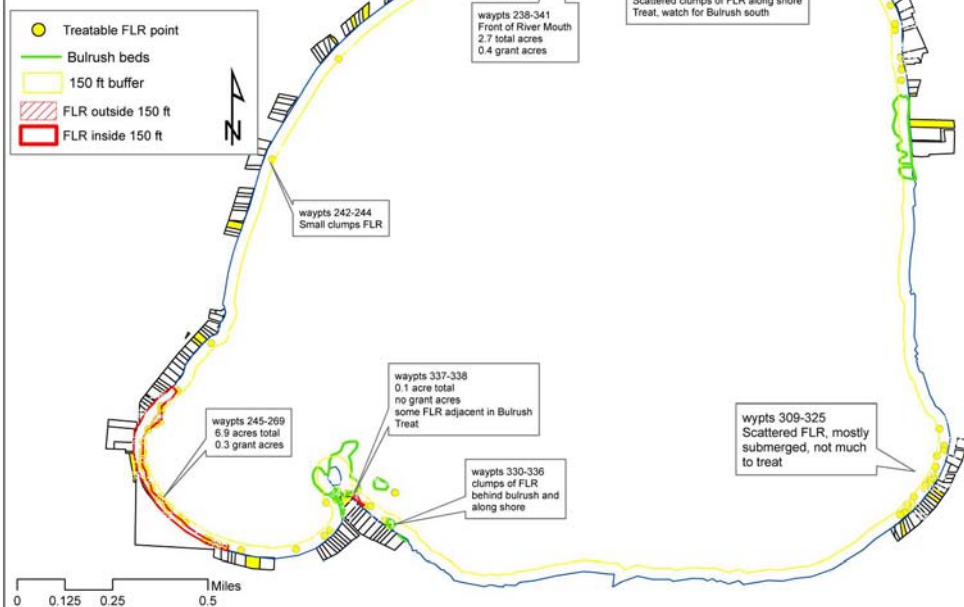 waypts 238-341
Front of River Mouth
2.7 total acres
0.4 grant acres
Scattered clumps of FLR along shore
Treat, watch for Bulrush south
Treatable FLR point
Bulrush beds
150 ft buffer
FLR outside 150 ft
FLR inside 150 ft
N
waypts 242-244
Small clumps FLR
waypts 337-338
0.1 acre total
no grant acres
some FLR adjacent in Bulrush
Treat
waypts 245-269
6.9 acres total
0.3 grant acres
wypts 309-325
Scattered FLR, mostly
submerged, not much
to treat
waypts 330-336
clumps of FLR
behind bulrush and
along shore
Miles
0 0.125 0.25 0.5